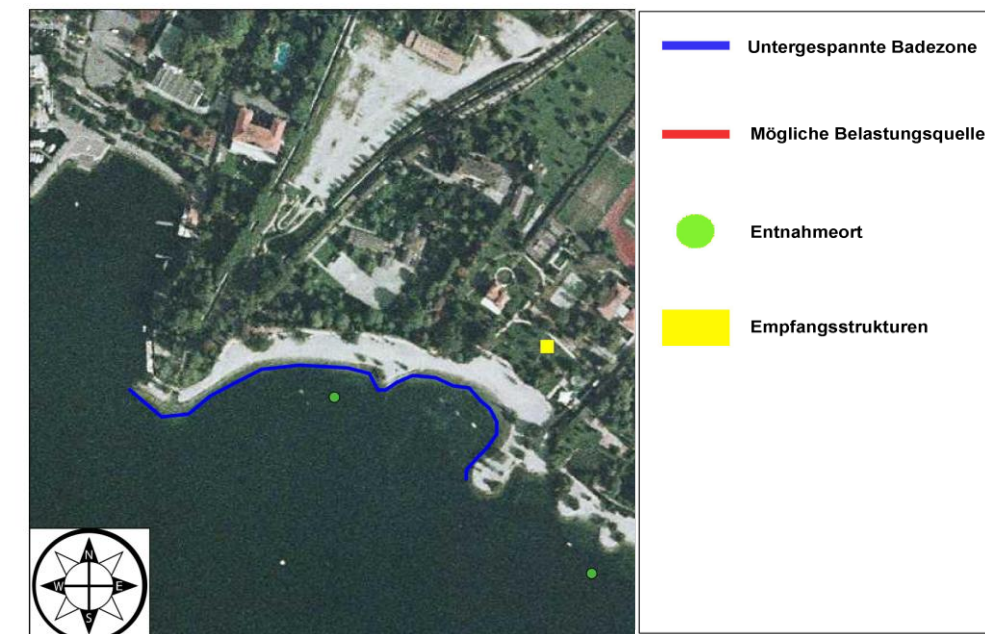 Untergespannte Badezone
Mögliche Belastungsquelle
Entnahmeort
Empfangsstrukturen
N
W E
S